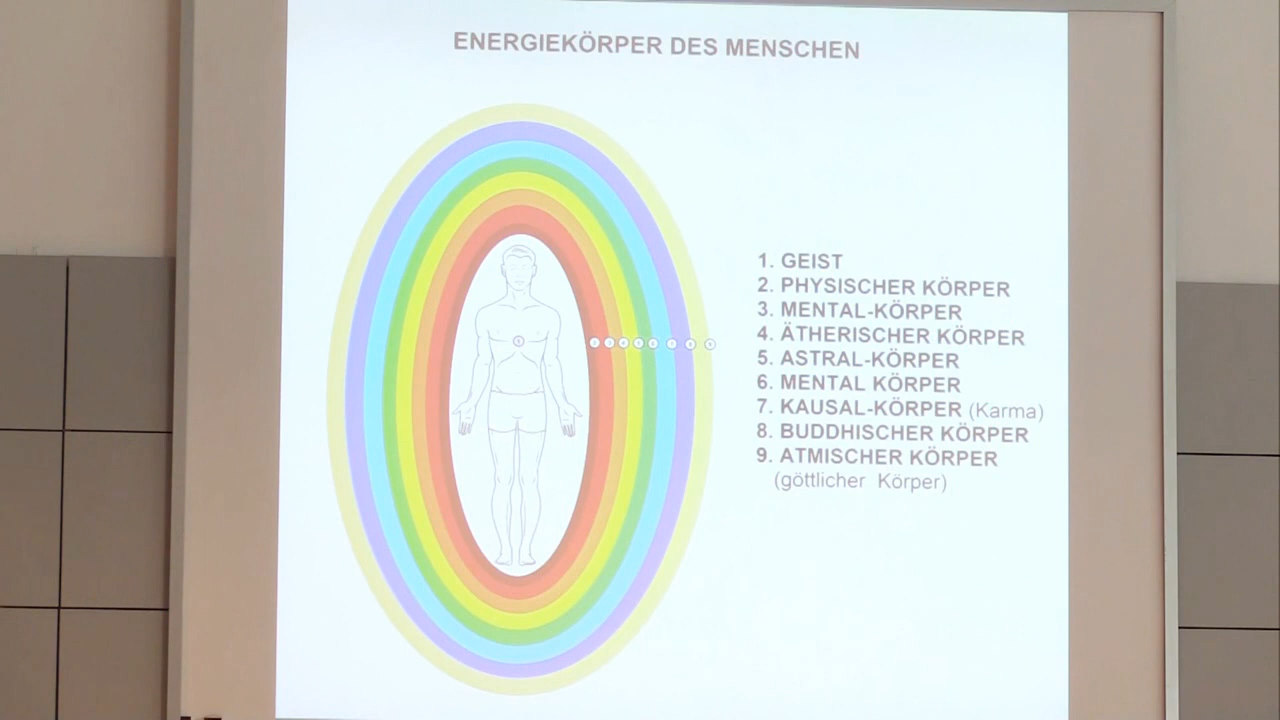 ENERGIEKÖRPER DES MENSCHEN
1. GEIST
2. PHYSISCHER KÖRPER
3. MENTAL-KÖRPER
4. ÄTHERISCHER KÖRPER
5. ASTRAL-KÖRPER
6. MENTAL KÖRPER
7. KAUSAL-KÖRPER (Karma)
8. BUDDHISCHER KÖRPER
9. ATMISCHER KÖRPER
(göttlicher Körper)